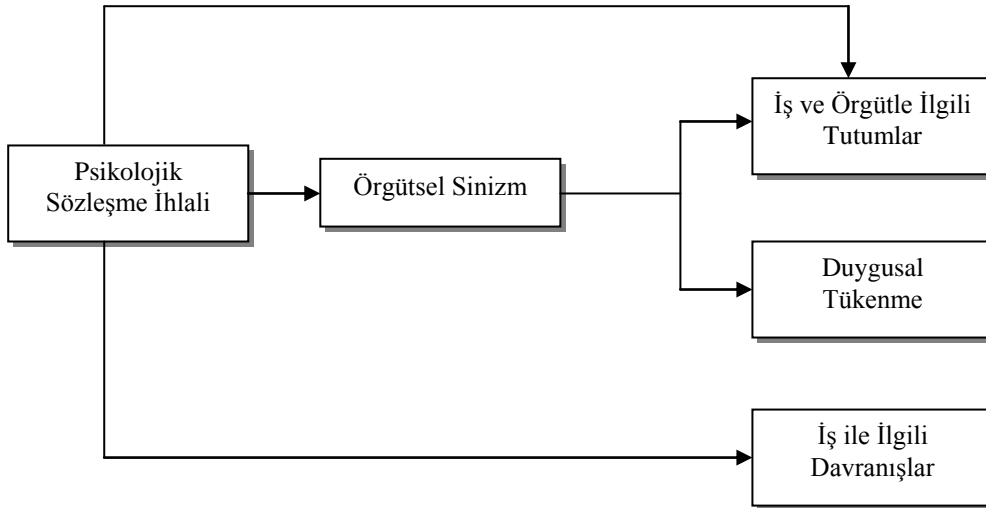 İş ve Örgütle İlgili
Tutumlar
Psikolojik
Sözleşme İhlali
Örgütsel Sinizm
Duygusal
Tükenme
İş ile İlgili
Davranışlar